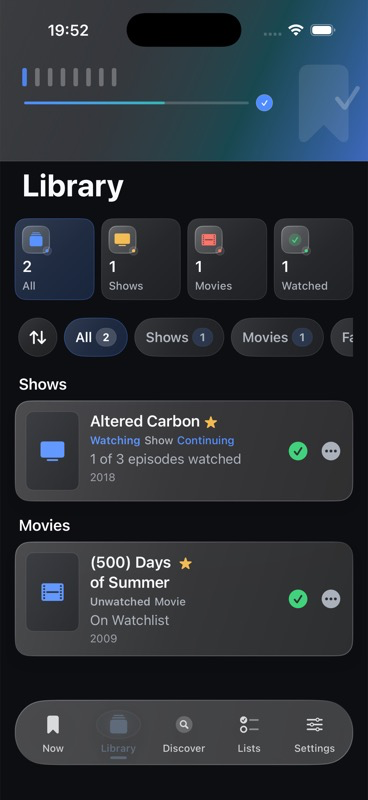 19:52
Library
2
All
1
Shows
1
Movies
1
Watched
All 2
Shows 1
Movies 1
Fa
Shows
Altered Carbon
Watching Show Continuing
1 of 3 episodes watched
2018
Movies
(500) Days
of Summer
Unwatched Movie
On Watchlist
2009
Now
Library
Discover
Lists
Settings